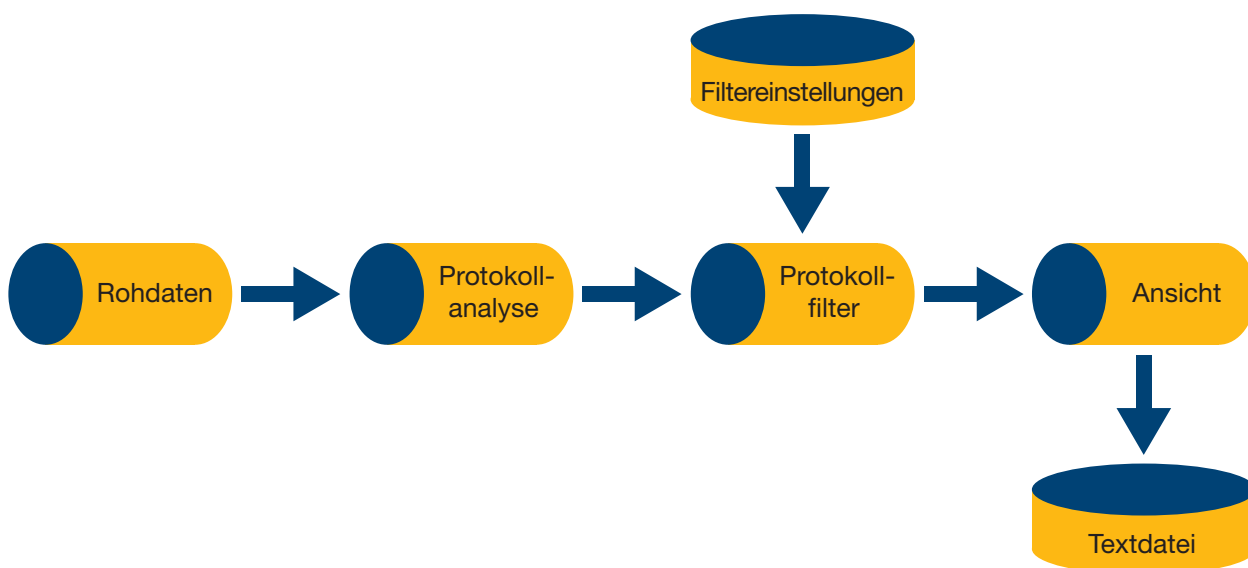 Filtereinstellungen
Rohdaten
Protokoll-
analyse
Protokoll-
filter
Ansicht
Textdatei